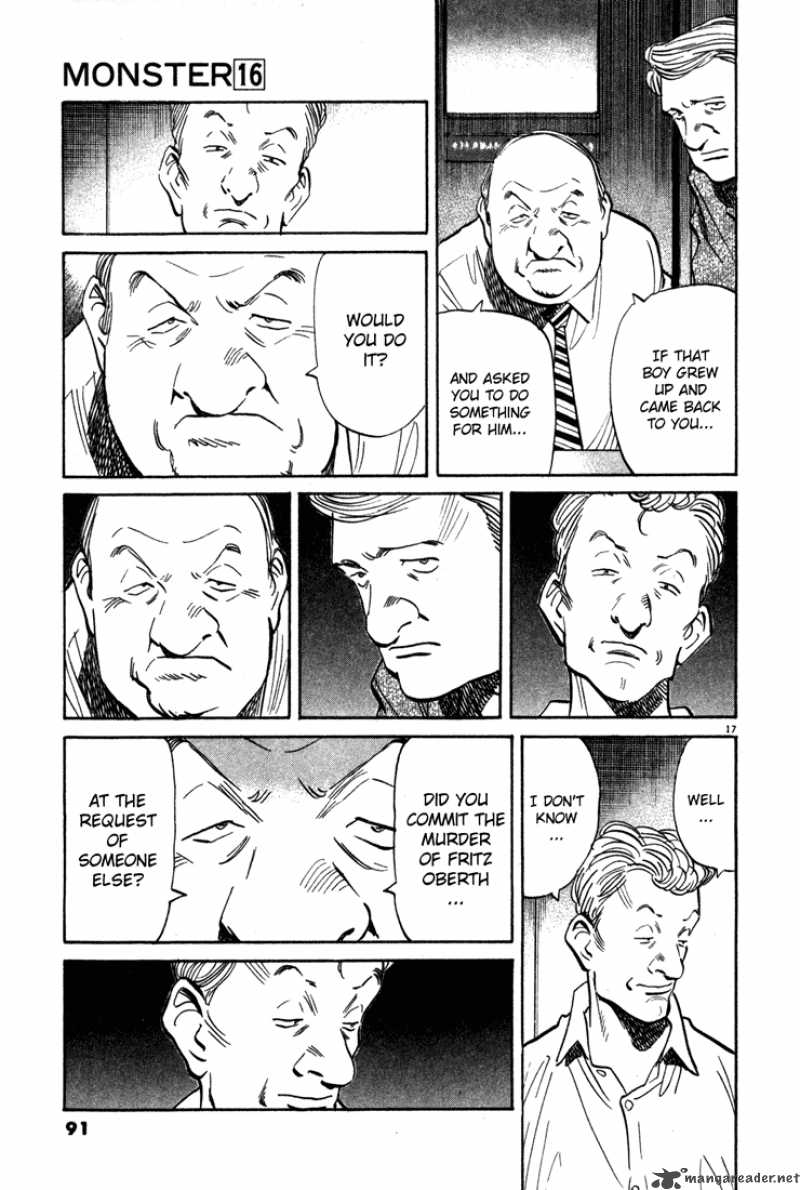 MONSTER 16
IF THAT
BOY GREW
UP AND
CAME BACK
TO YOU...
AND ASKED
YOU TO DO
SOMETHING
FOR HIM...
WOULD
YOU DO
IT?
17
WELL
...
I DON'T
KNOW
...
DID YOU
COMMIT THE
MURDER
OF FRITZ
OBERTH
...
AT THE
REQUEST
OF
SOMEONE
ELSE?
91
mangareader.net